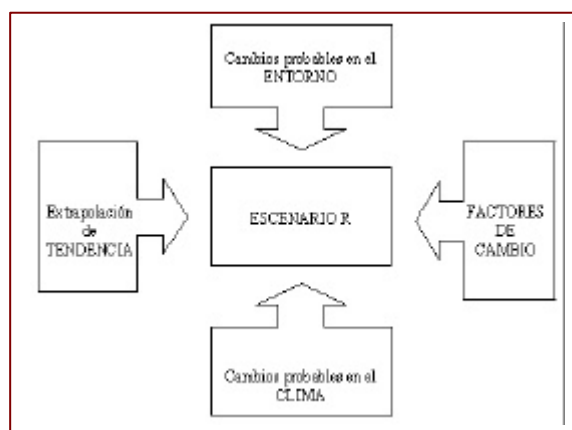 Cambios probables en el
ENTORNO
Extrapolación
de
TENDENCIA
ESCENARIO R
FACTORES
DE
CAMBIO
Cambios probables en el
CLIMA